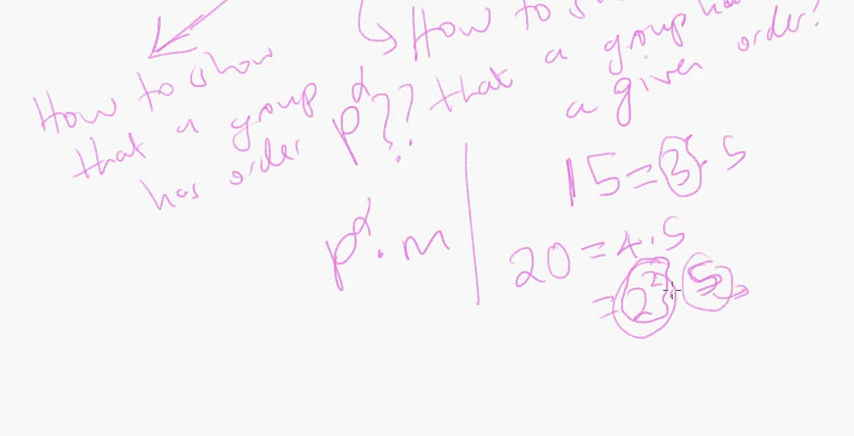 How to show
that a group
has order p^α ??
How to show
that a group has
a given order?
p^α . m
15 = 3 . 5
20 = 4 . 5
= 2² . 5